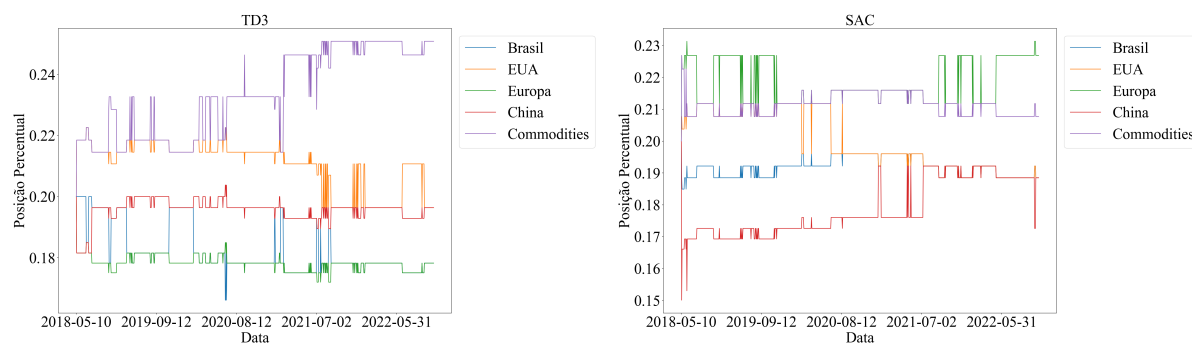 TD3
Posição Percentual
0.24
0.22
0.20
0.18
2018-05-10 2019-09-12 2020-08-12 2021-07-02 2022-05-31
Data
Brasil
EUA
Europa
China
Commodities
SAC
Posição Percentual
0.23
0.22
0.21
0.20
0.19
0.18
0.17
0.16
0.15
2018-05-10 2019-09-12 2020-08-12 2021-07-02 2022-05-31
Data
Brasil
EUA
Europa
China
Commodities